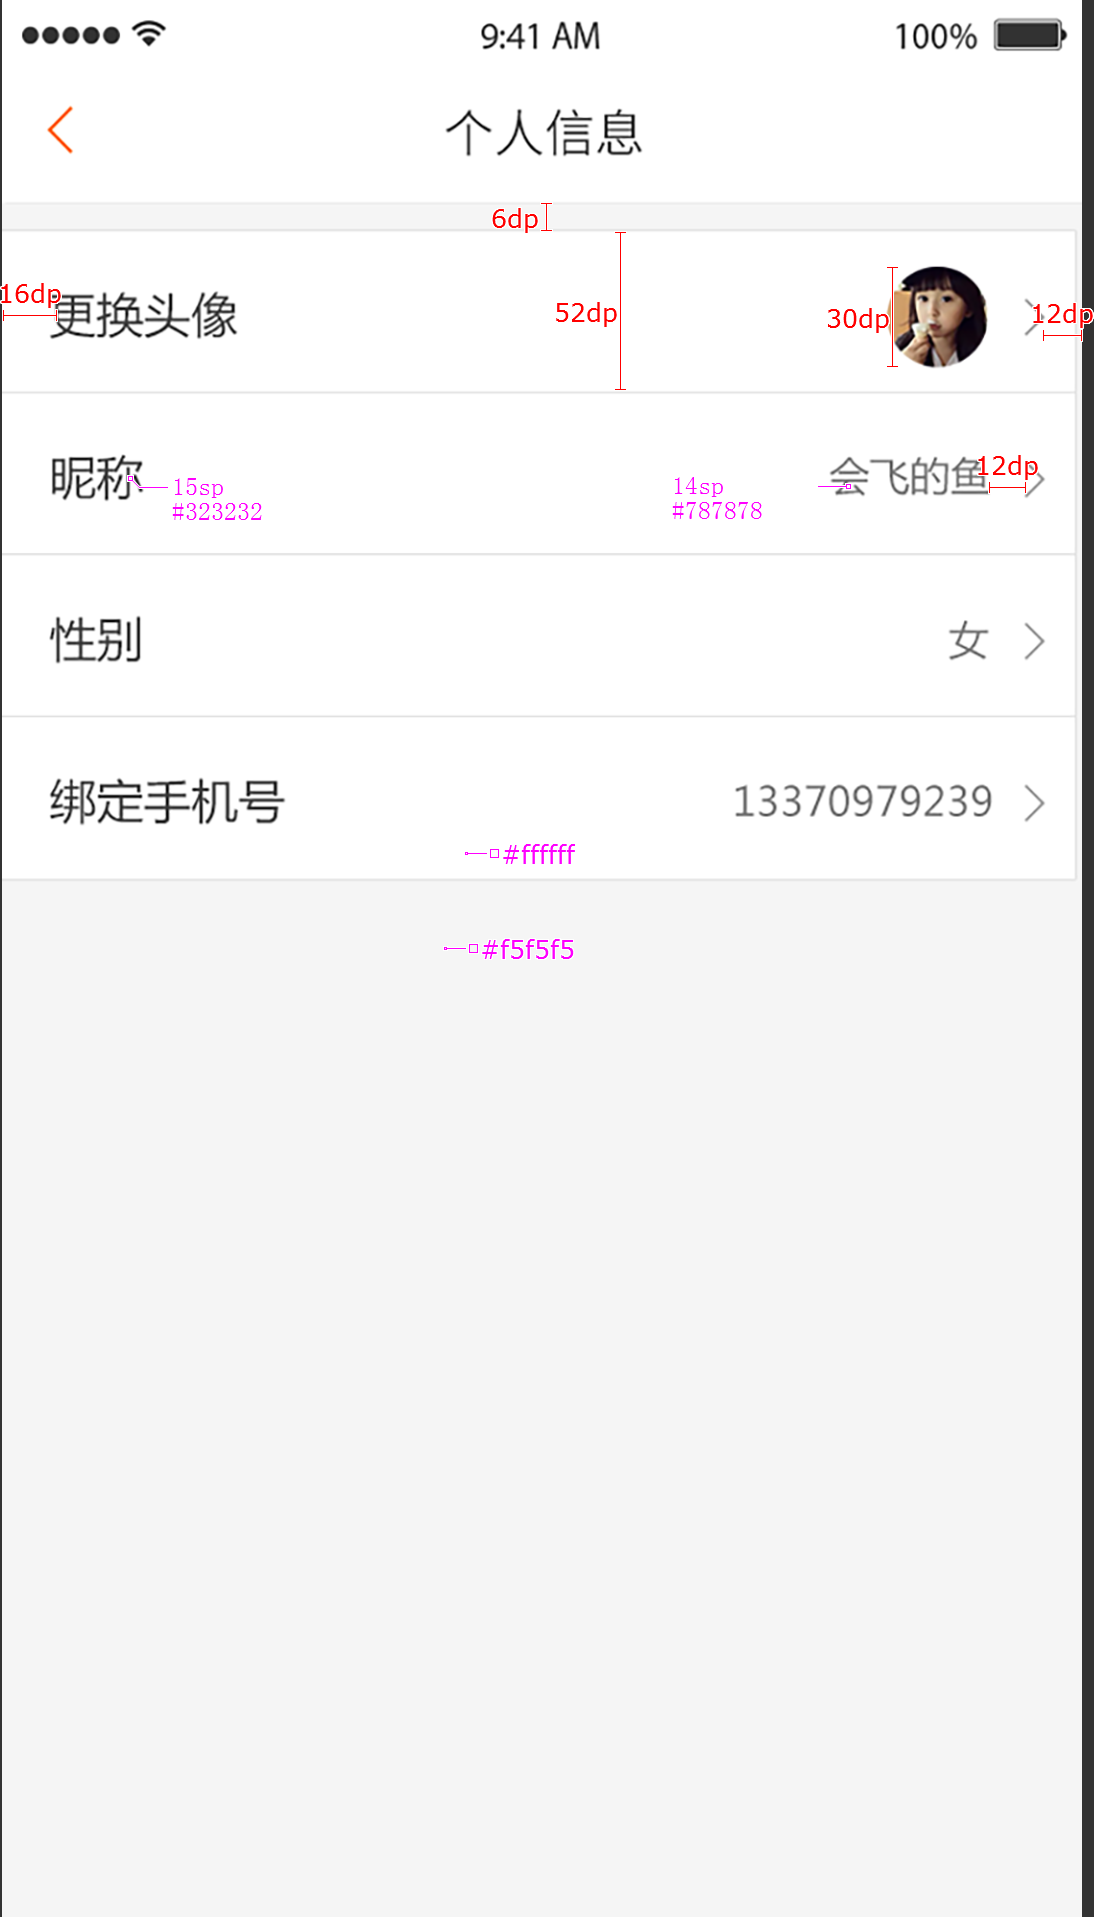 9:41 AM
100%
个人信息
6dp
16dp
更换头像
52dp
30dp
12dp
昵称
15sp
#323232
14sp
#787878
会飞的鱼
12dp
性别
女
绑定手机号
13370979239
#ffffff
#f5f5f5